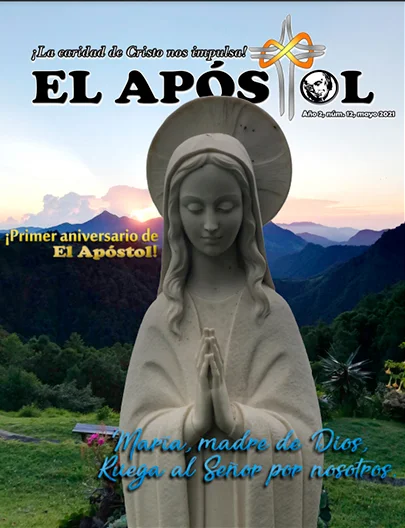 ¡La caridad de Cristo nos impulsa!
EL APÓSTOL
Año 2, núm. 12, mayo 2021
¡Primer aniversario de
El Apóstol!
María, madre de Dios,
Ruega al Señor por nosotros